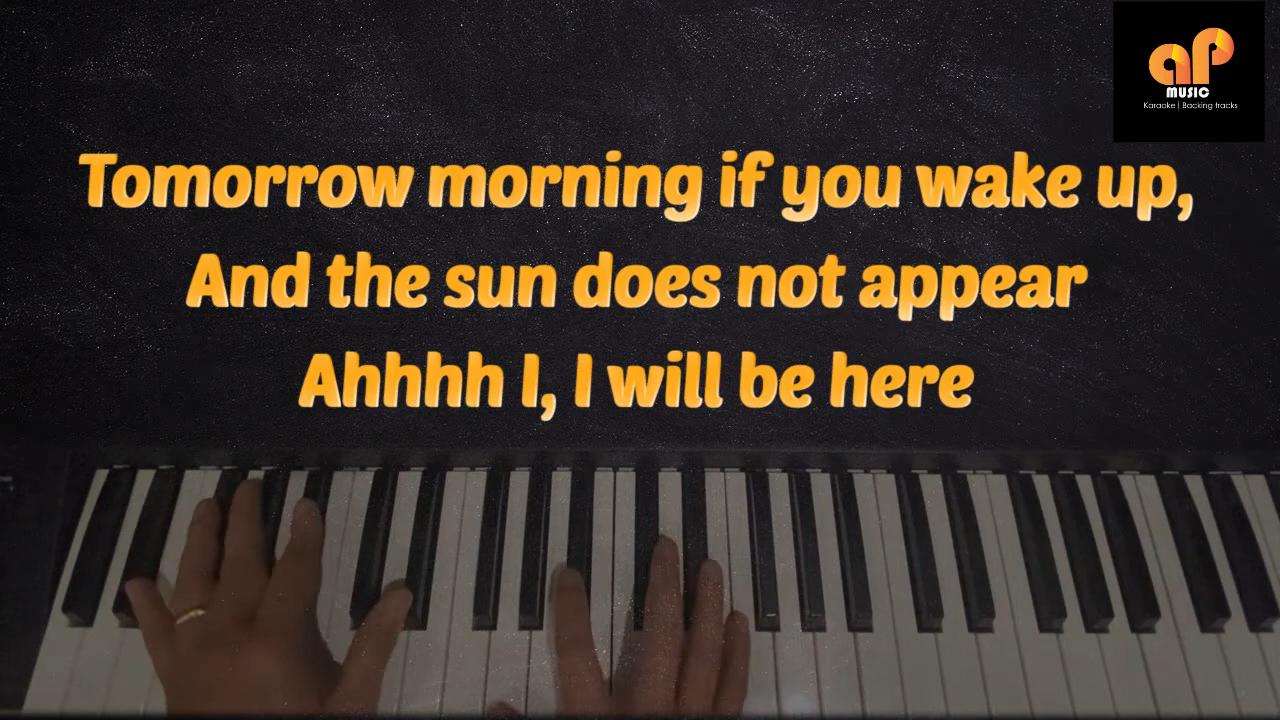 aP
MUSIC
Karaoke | Backing tracks
Tomorrow morning if you wake up,
And the sun does not appear
Ahhhh I, I will be here